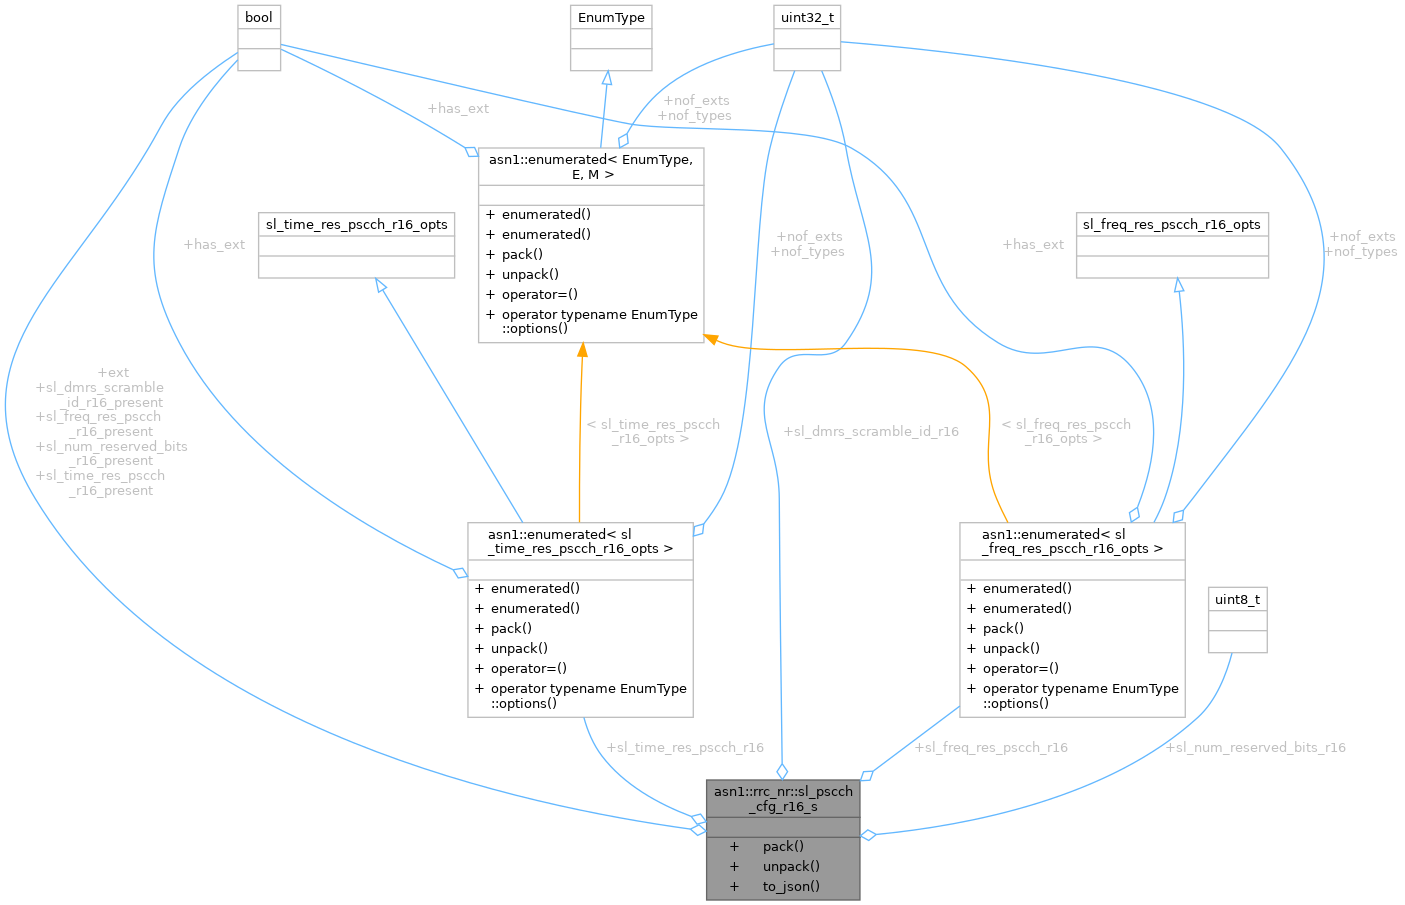 bool
EnumType
uint32_t
+has_ext
+nof_exts
+nof_types
asn1::enumerated< EnumType,
E, M >
+ enumerated()
+ enumerated()
+ pack()
+ unpack()
+ operator=()
+ operator typename EnumType
::options()
sl_time_res_pscch_r16_opts
sl_freq_res_pscch_r16_opts
+has_ext
+nof_exts
+nof_types
+has_ext
+nof_exts
+nof_types
+ext
+sl_dmrs_scramble
_id_r16_present
+sl_freq_res_pscch
_r16_present
+sl_num_reserved_bits
_r16_present
+sl_time_res_pscch
_r16_present
< sl_time_res_pscch
_r16_opts >
+sl_dmrs_scramble_id_r16
< sl_freq_res_pscch
_r16_opts >
asn1::enumerated< sl
_time_res_pscch_r16_opts >
+ enumerated()
+ enumerated()
+ pack()
+ unpack()
+ operator=()
+ operator typename EnumType
::options()
asn1::enumerated< sl
_freq_res_pscch_r16_opts >
+ enumerated()
+ enumerated()
+ pack()
+ unpack()
+ operator=()
+ operator typename EnumType
::options()
uint8_t
+sl_time_res_pscch_r16
+sl_freq_res_pscch_r16
+sl_num_reserved_bits_r16
asn1::rrc_nr::sl_pscch
_cfg_r16_s
+ pack()
+ unpack()
+ to_json()